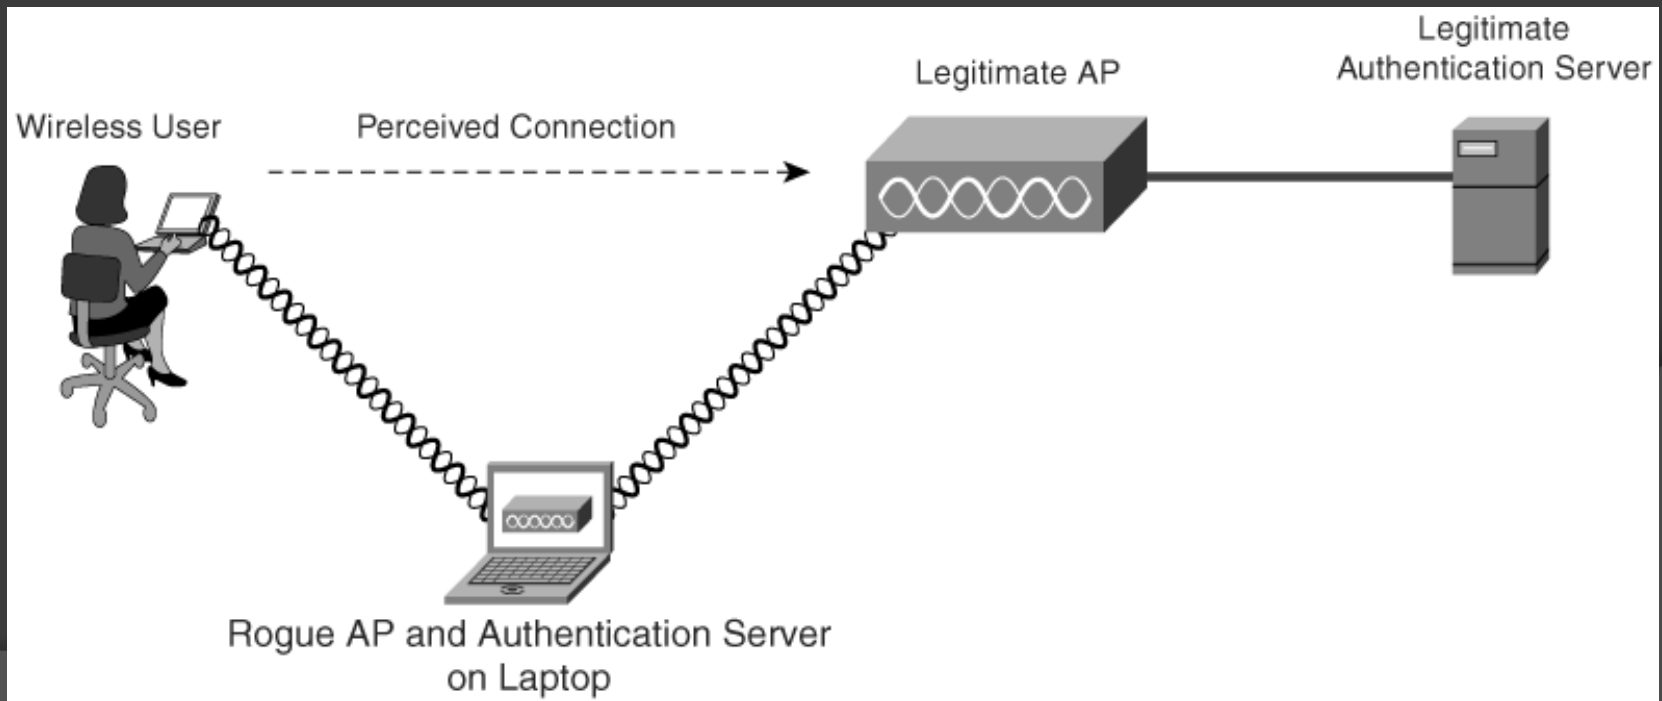 Legitimate
Authentication Server
Legitimate AP
Wireless User
Perceived Connection
Rogue AP and Authentication Server
on Laptop